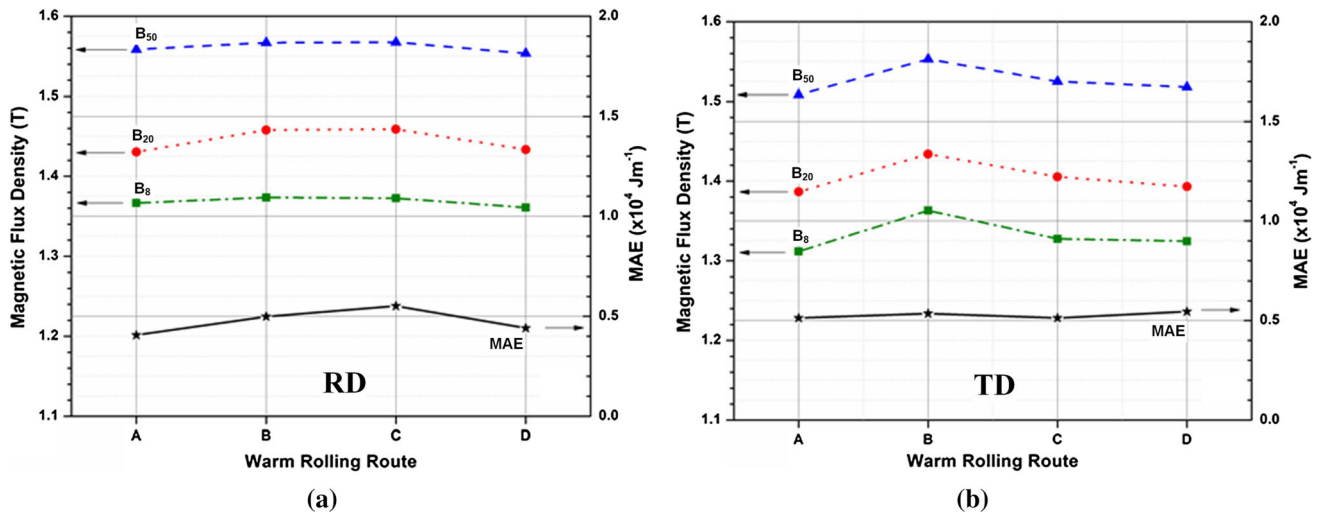 1.6
1.5
1.4
1.3
1.2
1.1
Magnetic Flux Density (T)
2.0
1.5
1.0
0.5
0.0
MAE (x10⁴ Jm⁻¹)
B₅₀
B₂₀
B₈
MAE
RD
A B C D
Warm Rolling Route
(a)
1.6
1.5
1.4
1.3
1.2
1.1
Magnetic Flux Density (T)
2.0
1.5
1.0
0.5
0.0
MAE (x10⁴ Jm⁻¹)
B₅₀
B₂₀
B₈
MAE
TD
A B C D
Warm Rolling Route
(b)